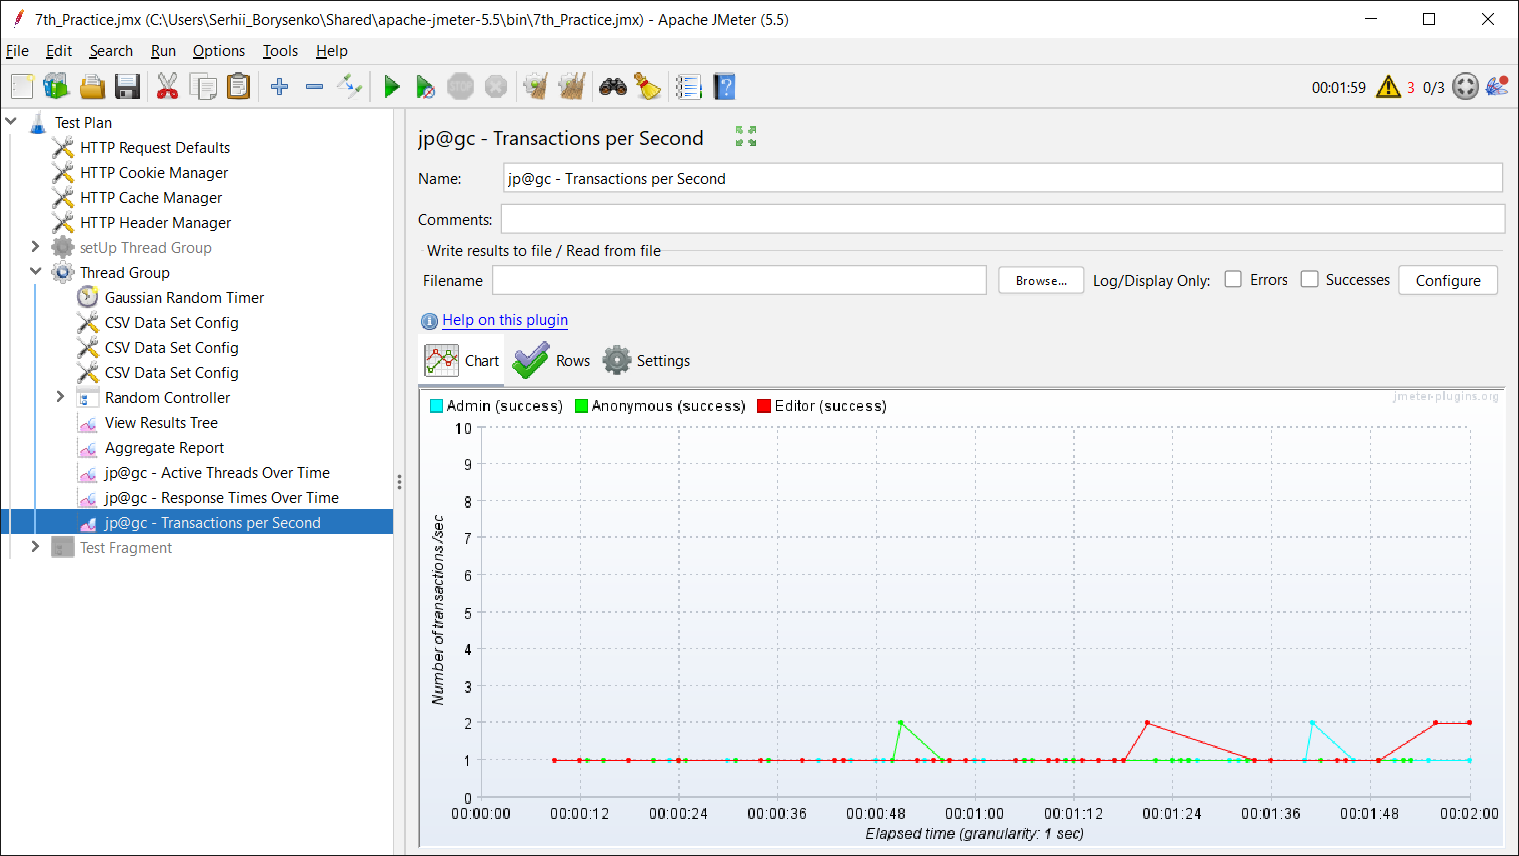 7th_Practice.jmx (C:\Users\Serhii_Borysenko\Shared\apache-jmeter-5.5\bin\7th_Practice.jmx) - Apache JMeter (5.5)
File Edit Search Run Options Tools Help
STOP 00:01:59 3 0/3
Test Plan
HTTP Request Defaults
HTTP Cookie Manager
HTTP Cache Manager
HTTP Header Manager
setUp Thread Group
Thread Group
Gaussian Random Timer
CSV Data Set Config
CSV Data Set Config
CSV Data Set Config
Random Controller
View Results Tree
Aggregate Report
jp@gc - Active Threads Over Time
jp@gc - Response Times Over Time
jp@gc - Transactions per Second
Test Fragment
jp@gc - Transactions per Second
Name: jp@gc - Transactions per Second
Comments:
Write results to file / Read from file
Filename Browse... Log/Display Only: Errors Successes Configure
Help on this plugin
Chart Rows Settings
Admin (success) Anonymous (success) Editor (success)
jmeter-plugins.org
10
9
8
7
6
5
4
3
2
1
0
Number of transactions /sec
00:00:00 00:00:12 00:00:24 00:00:36 00:00:48 00:01:00 00:01:12 00:01:24 00:01:36 00:01:48 00:02:00
Elapsed time (granularity: 1 sec)